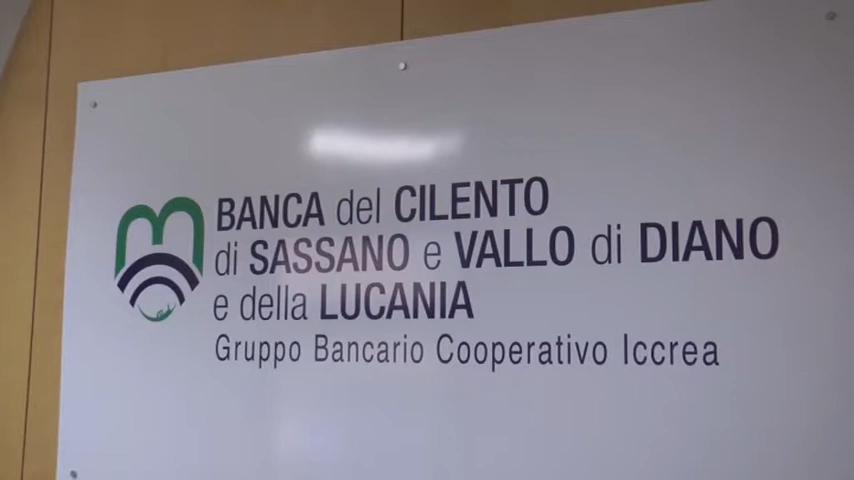 BANCA del CILENTO
di SASSANO e VALLO di DIANO
e della LUCANIA
Gruppo Bancario Cooperativo Iccrea